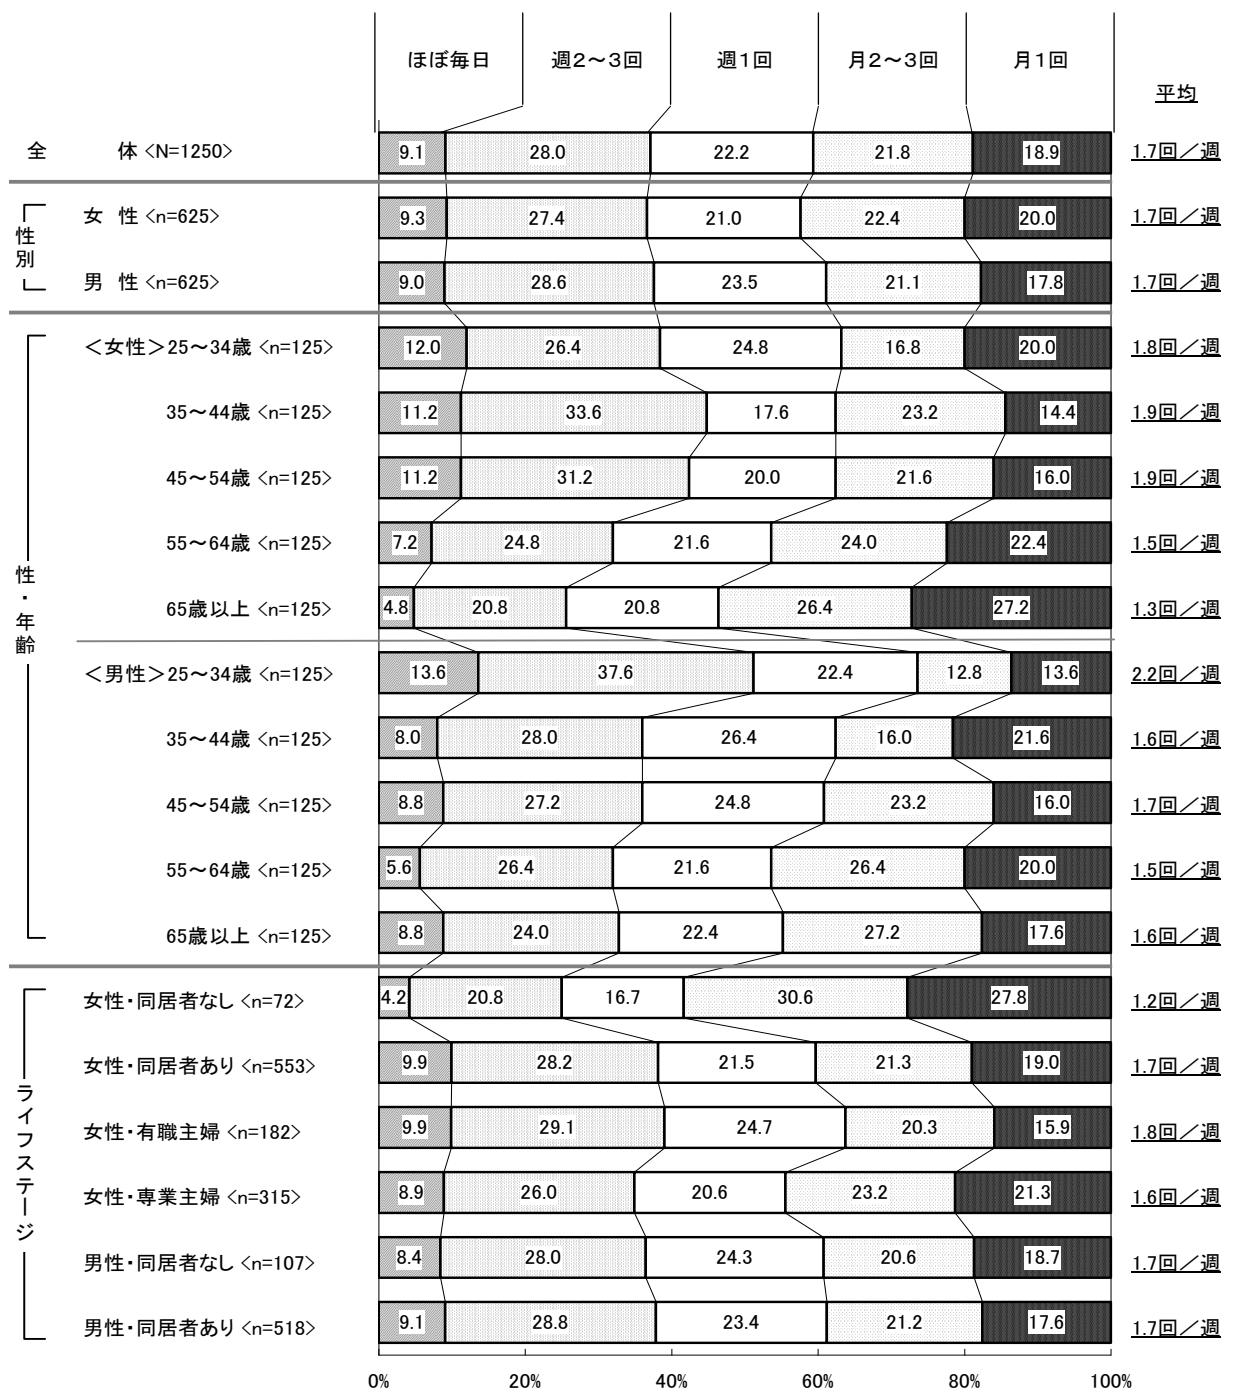 ほぼ毎日 週2～3回 週1回 月2～3回 月1回
平均
全 体 <N=1250> 9.1 28.0 22.2 21.8 18.9 1.7回／週
性別
女 性 <n=625> 9.3 27.4 21.0 22.4 20.0 1.7回／週
男 性 <n=625> 9.0 28.6 23.5 21.1 17.8 1.7回／週
性・年齢
＜女性＞25～34歳 <n=125> 12.0 26.4 24.8 16.8 20.0 1.8回／週
35～44歳 <n=125> 11.2 33.6 17.6 23.2 14.4 1.9回／週
45～54歳 <n=125> 11.2 31.2 20.0 21.6 16.0 1.9回／週
55～64歳 <n=125> 7.2 24.8 21.6 24.0 22.4 1.5回／週
65歳以上 <n=125> 4.8 20.8 20.8 26.4 27.2 1.3回／週
＜男性＞25～34歳 <n=125> 13.6 37.6 22.4 12.8 13.6 2.2回／週
35～44歳 <n=125> 8.0 28.0 26.4 16.0 21.6 1.6回／週
45～54歳 <n=125> 8.8 27.2 24.8 23.2 16.0 1.7回／週
55～64歳 <n=125> 5.6 26.4 21.6 26.4 20.0 1.5回／週
65歳以上 <n=125> 8.8 24.0 22.4 27.2 17.6 1.6回／週
ライフステージ
女性・同居者なし <n=72> 4.2 20.8 16.7 30.6 27.8 1.2回／週
女性・同居者あり <n=553> 9.9 28.2 21.5 21.3 19.0 1.7回／週
女性・有職主婦 <n=182> 9.9 29.1 24.7 20.3 15.9 1.8回／週
女性・専業主婦 <n=315> 8.9 26.0 20.6 23.2 21.3 1.6回／週
男性・同居者なし <n=107> 8.4 28.0 24.3 20.6 18.7 1.7回／週
男性・同居者あり <n=518> 9.1 28.8 23.4 21.2 17.6 1.7回／週
0% 20% 40% 60% 80% 100%